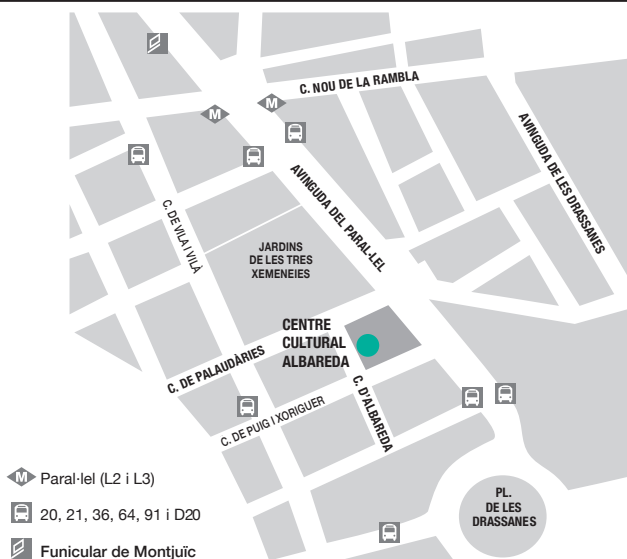 C. NOU DE LA RAMBLA
AVINGUDA DE LES DRASSANES
AVINGUDA DEL PARAL·LEL
C. DE VILA I VILÀ
JARDINS
DE LES TRES
XEMENEIES
CENTRE
CULTURAL
ALBAREDA
C. DE PALAUDÀRIES
C. D'ALBAREDA
C. DE PUIG I XORIGUER
PL.
DE LES
DRASSANES
M
M
M Paral·lel (L2 i L3)
20, 21, 36, 64, 91 i D20
Funicular de Montjuïc